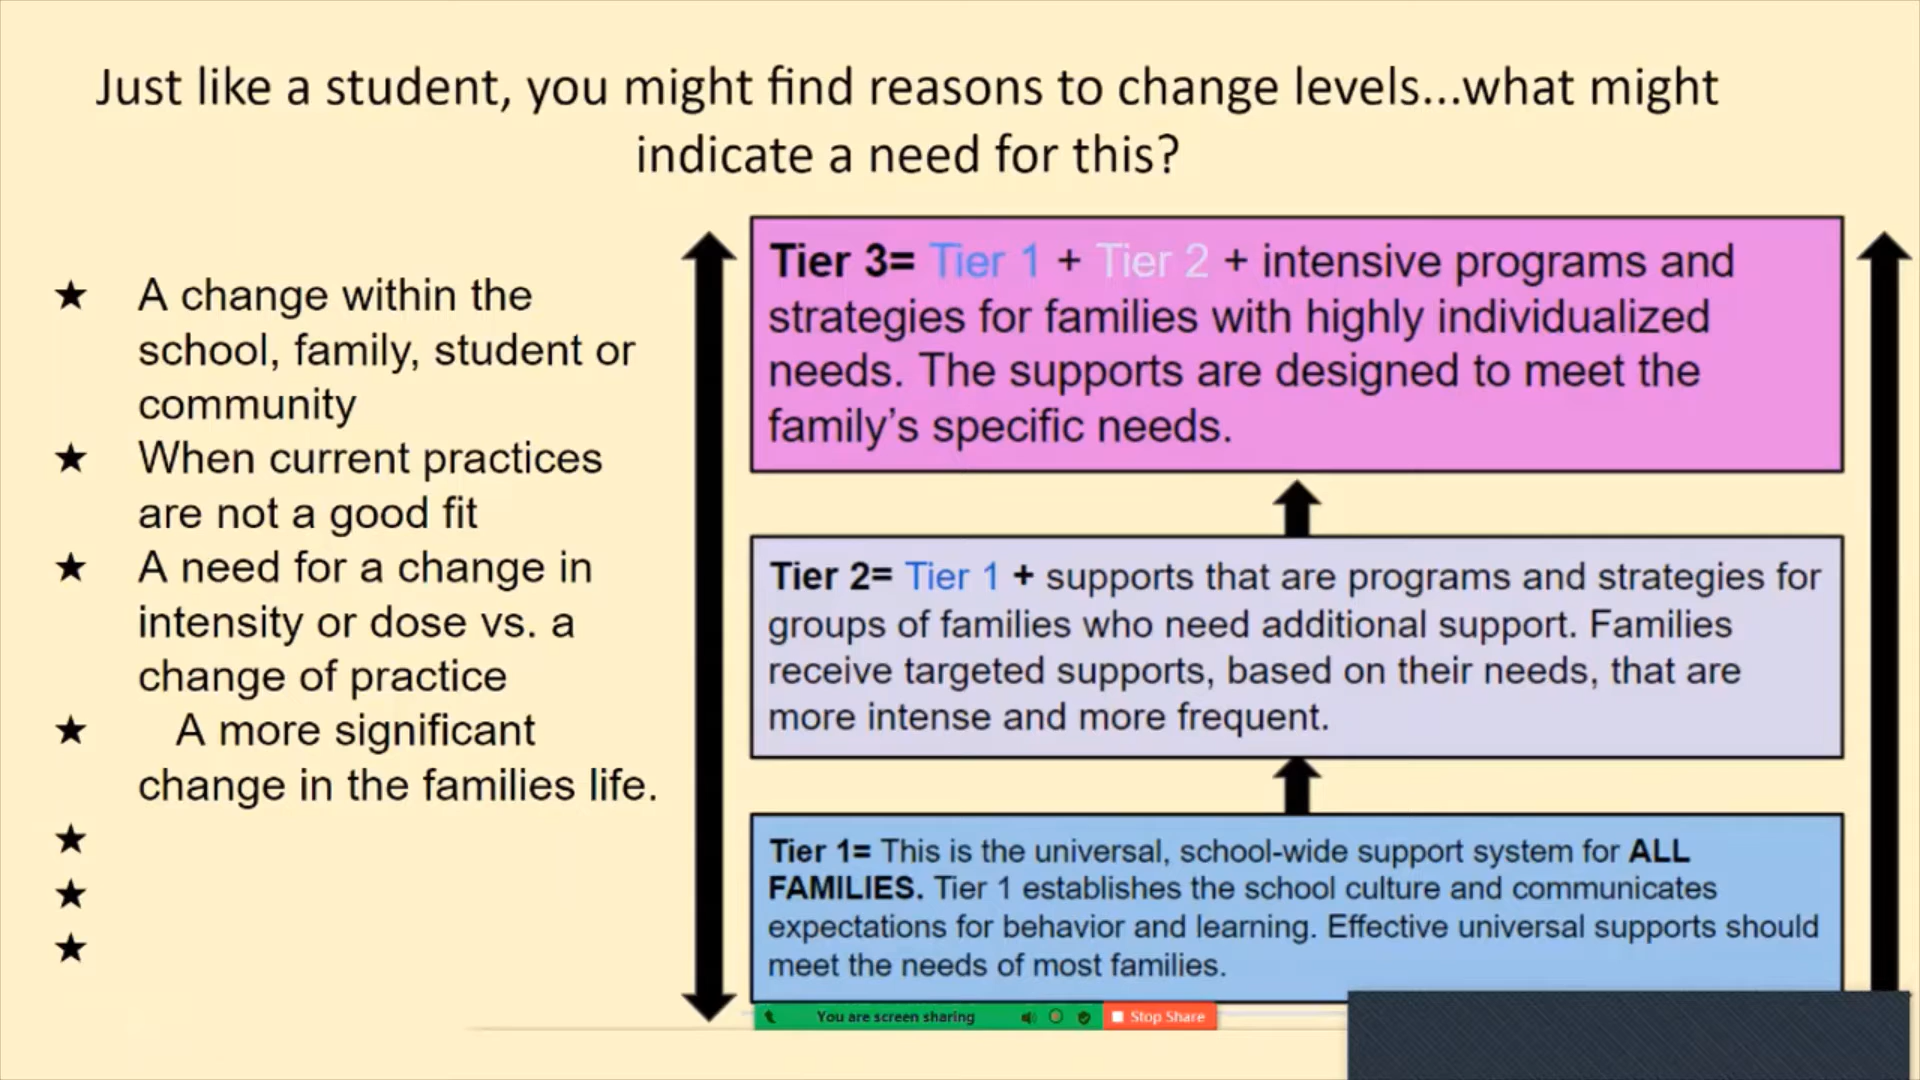 Just like a student, you might find reasons to change levels...what might
indicate a need for this?
★ A change within the
school, family, student or
community
★ When current practices
are not a good fit
★ A need for a change in
intensity or dose vs. a
change of practice
★ A more significant
change in the families life.
★
★
★
Tier 3= Tier 1 + Tier 2 + intensive programs and
strategies for families with highly individualized
needs. The supports are designed to meet the
family’s specific needs.
Tier 2= Tier 1 + supports that are programs and strategies for
groups of families who need additional support. Families
receive targeted supports, based on their needs, that are
more intense and more frequent.
Tier 1= This is the universal, school-wide support system for ALL
FAMILIES. Tier 1 establishes the school culture and communicates
expectations for behavior and learning. Effective universal supports should
meet the needs of most families.
You are screen sharing
Stop Share